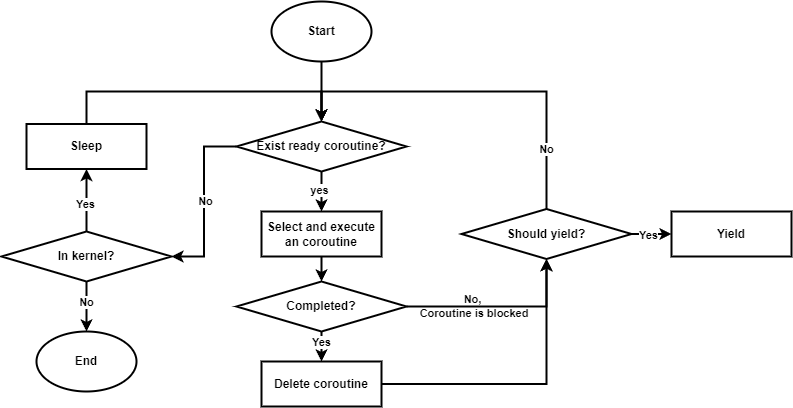 Start
Exist ready coroutine?
No
yes
Sleep
Yes
In kernel?
No
End
Select and execute
an coroutine
Completed?
No,
Coroutine is blocked
Yes
Delete coroutine
No
Should yield?
Yes
Yield